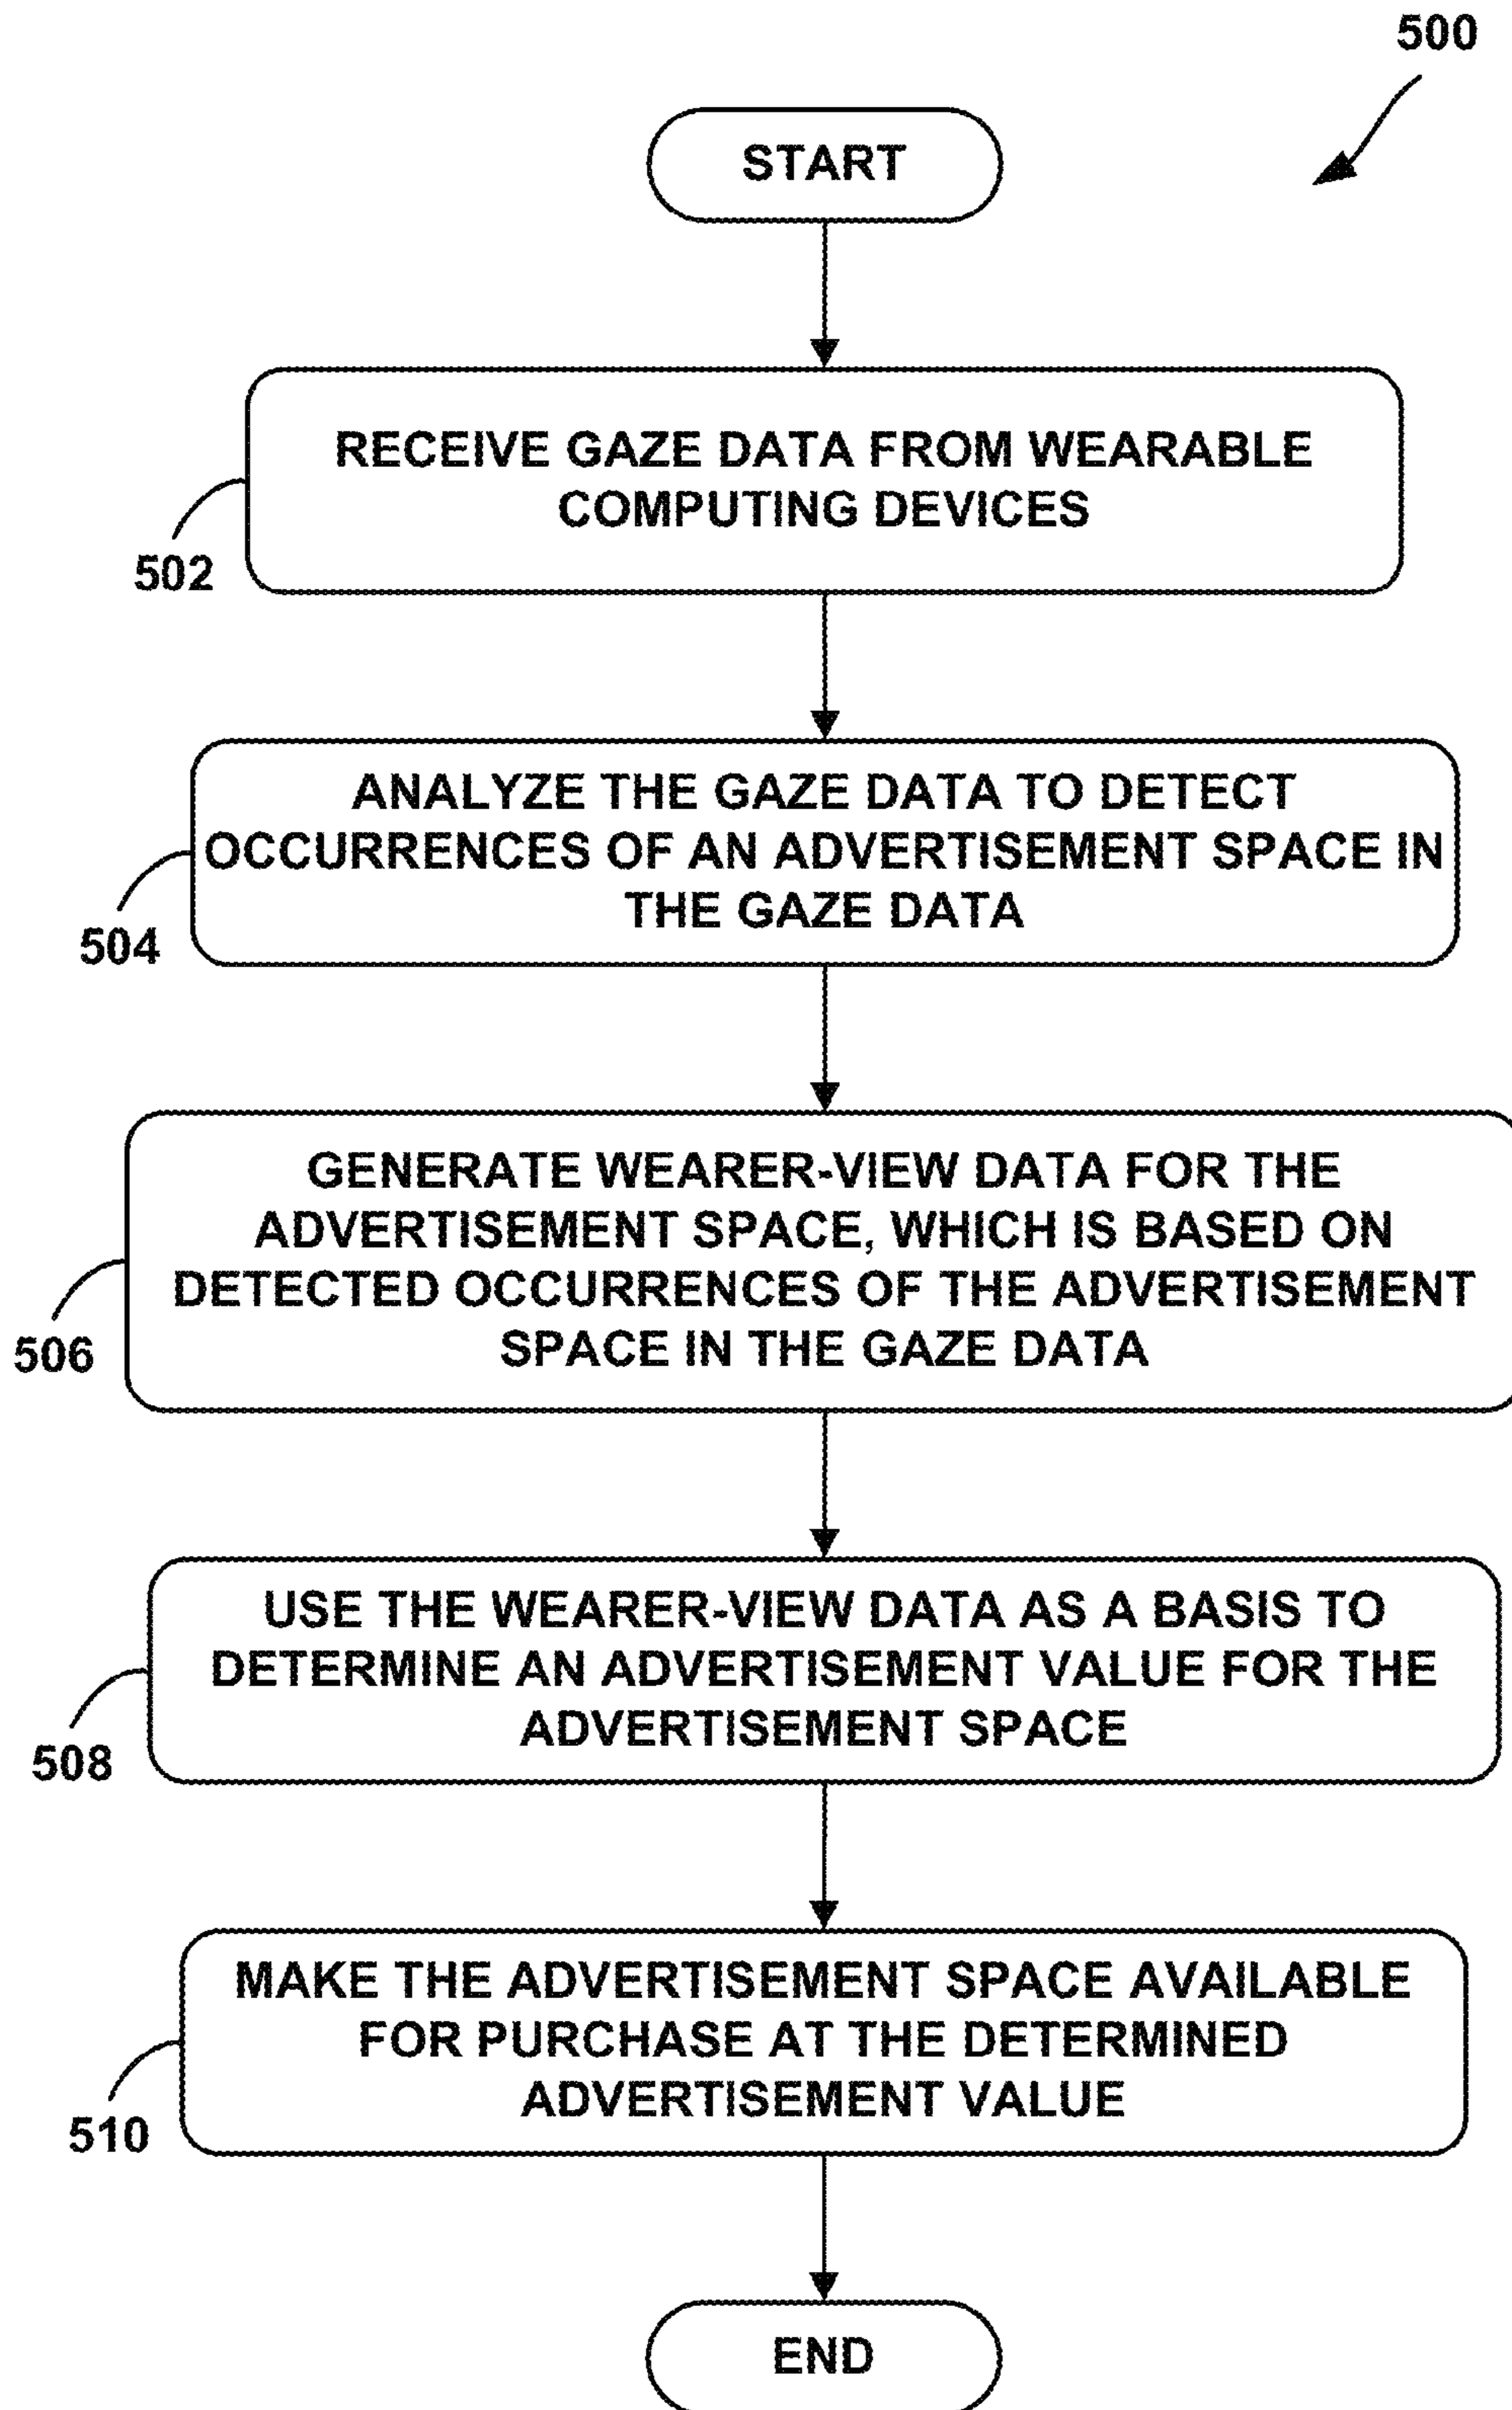 500
START
RECEIVE GAZE DATA FROM WEARABLE
COMPUTING DEVICES
502
ANALYZE THE GAZE DATA TO DETECT
OCCURRENCES OF AN ADVERTISEMENT SPACE IN
THE GAZE DATA
504
GENERATE WEARER-VIEW DATA FOR THE
ADVERTISEMENT SPACE, WHICH IS BASED ON
DETECTED OCCURRENCES OF THE ADVERTISEMENT
SPACE IN THE GAZE DATA
506
USE THE WEARER-VIEW DATA AS A BASIS TO
DETERMINE AN ADVERTISEMENT VALUE FOR THE
ADVERTISEMENT SPACE
508
MAKE THE ADVERTISEMENT SPACE AVAILABLE
FOR PURCHASE AT THE DETERMINED
ADVERTISEMENT VALUE
510
END